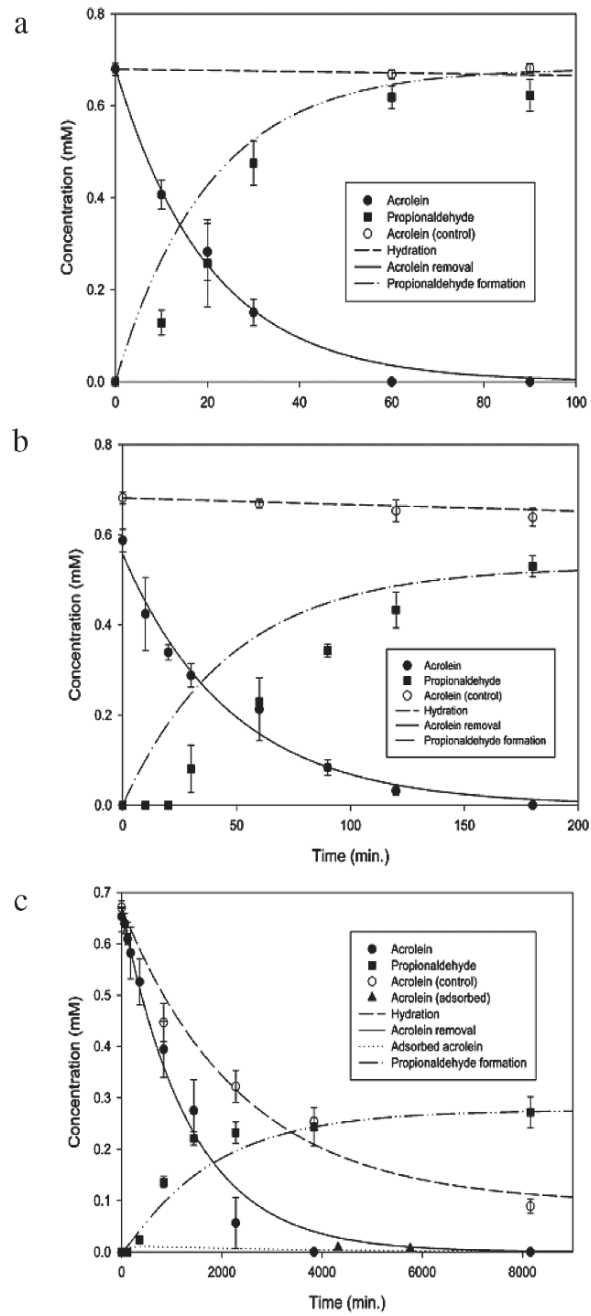 a
0.8
0.6
0.4
0.2
0.0
Concentration (mM)
Acrolein
Propionaldehyde
Acrolein (control)
Hydration
Acrolein removal
Propionaldehyde formation
0 20 40 60 80 100
b
0.8
0.6
0.4
0.2
0.0
Concentration (mM)
Acrolein
Propionaldehyde
Acrolein (control)
Hydration
Acrolein removal
Propionaldehyde formation
0 50 100 150 200
Time (min.)
c
0.7
0.6
0.5
0.4
0.3
0.2
0.1
0.0
Concentration (mM)
Acrolein
Propionaldehyde
Acrolein (control)
Acrolein (adsorbed)
Hydration
Acrolein removal
Adsorbed acrolein
Propionaldehyde formation
0 2000 4000 6000 8000
Time (min.)